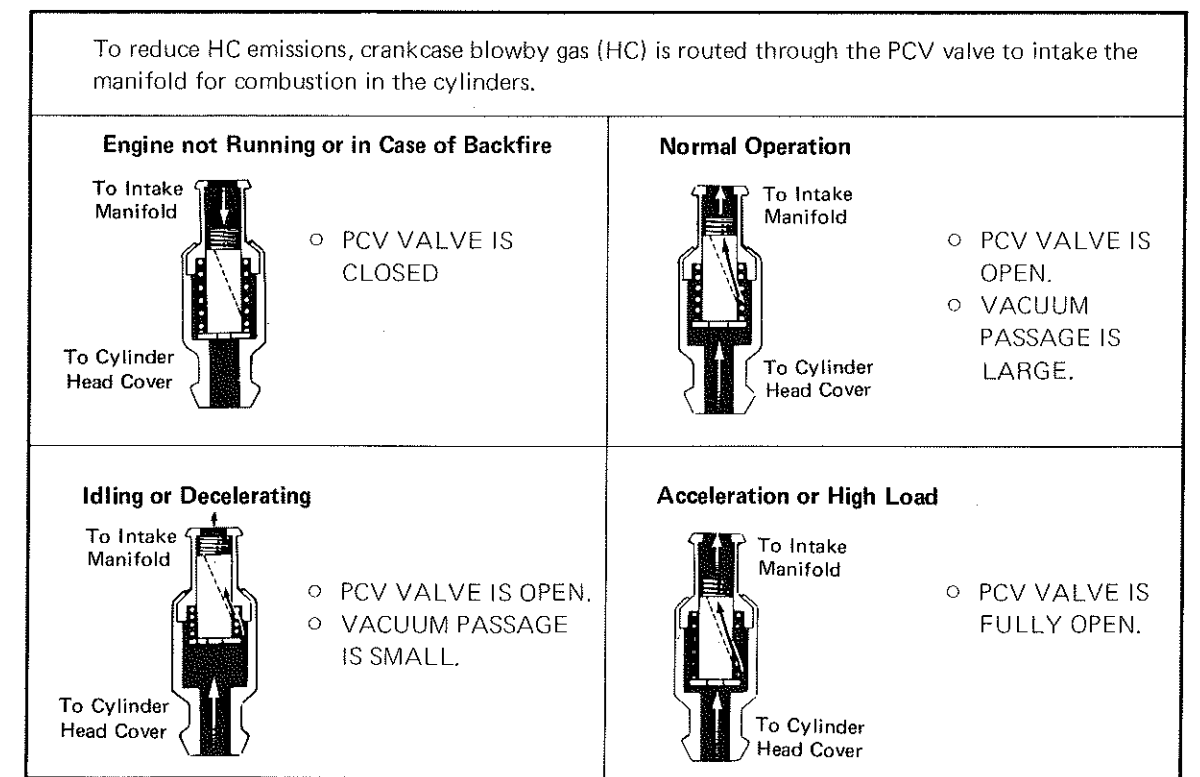 To reduce HC emissions, crankcase blowby gas (HC) is routed through the PCV valve to intake the
manifold for combustion in the cylinders.
Engine not Running or in Case of Backfire
To Intake
Manifold
○ PCV VALVE IS
CLOSED
To Cylinder
Head Cover
Normal Operation
To Intake
Manifold
○ PCV VALVE IS
OPEN.
○ VACUUM
PASSAGE IS
LARGE.
To Cylinder
Head Cover
Idling or Decelerating
To Intake
Manifold
○ PCV VALVE IS OPEN.
○ VACUUM PASSAGE
IS SMALL.
To Cylinder
Head Cover
Acceleration or High Load
To Intake
Manifold
○ PCV VALVE IS
FULLY OPEN.
To Cylinder
Head Cover